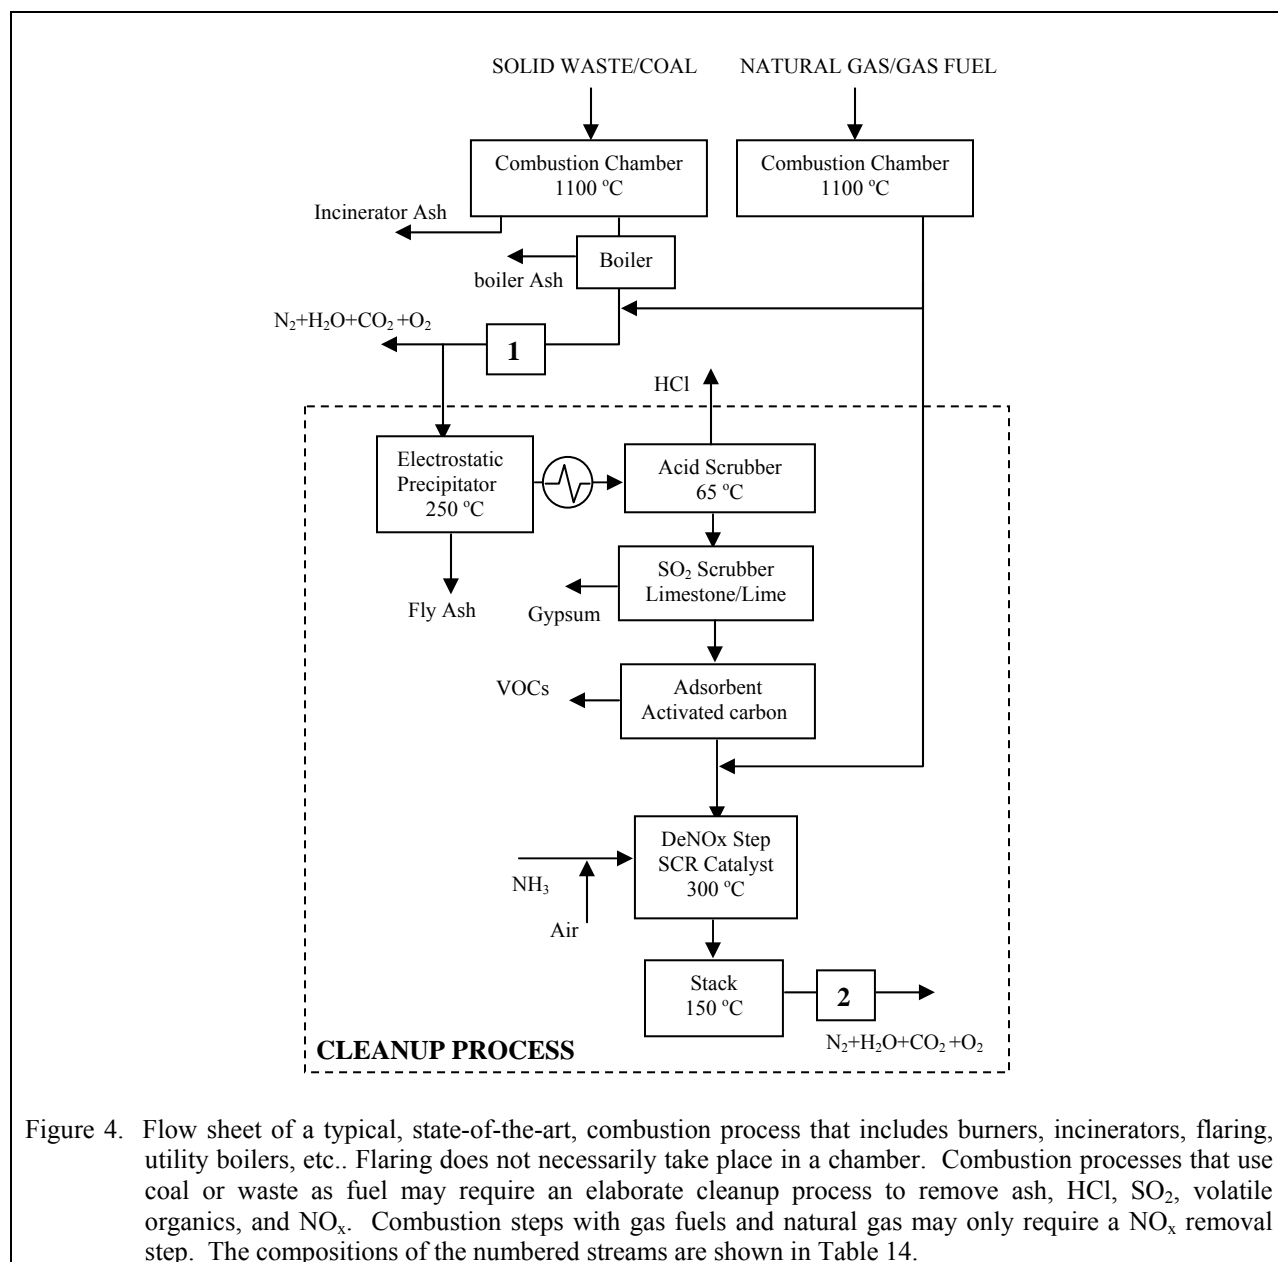 SOLID WASTE/COAL
NATURAL GAS/GAS FUEL
Combustion Chamber
1100 °C
Combustion Chamber
1100 °C
Incinerator Ash
Boiler
boiler Ash
N₂+H₂O+CO₂+O₂
1
HCl
Electrostatic
Precipitator
250 °C
Acid Scrubber
65 °C
SO₂ Scrubber
Limestone/Lime
Fly Ash
Gypsum
VOCs
Adsorbent
Activated carbon
DeNOx Step
SCR Catalyst
300 °C
NH₃
Air
Stack
150 °C
2
N₂+H₂O+CO₂+O₂
CLEANUP PROCESS
Figure 4. Flow sheet of a typical, state-of-the-art, combustion process that includes burners, incinerators, flaring,
utility boilers, etc.. Flaring does not necessarily take place in a chamber. Combustion processes that use
coal or waste as fuel may require an elaborate cleanup process to remove ash, HCl, SO₂, volatile
organics, and NOₓ. Combustion steps with gas fuels and natural gas may only require a NOₓ removal
step. The compositions of the numbered streams are shown in Table 14.